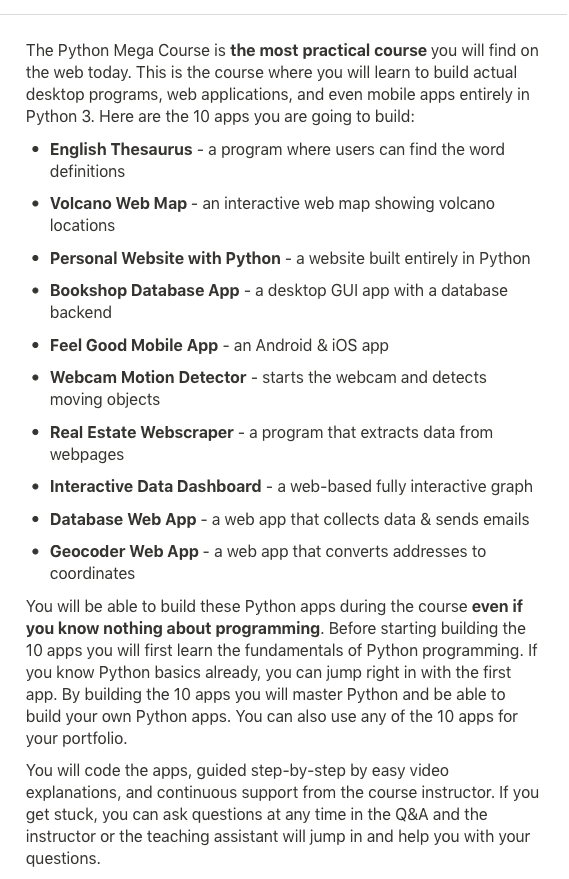 The Python Mega Course is the most practical course you will find on
the web today. This is the course where you will learn to build actual
desktop programs, web applications, and even mobile apps entirely in
Python 3. Here are the 10 apps you are going to build:
• English Thesaurus - a program where users can find the word
definitions
• Volcano Web Map - an interactive web map showing volcano
locations
• Personal Website with Python - a website built entirely in Python
• Bookshop Database App - a desktop GUI app with a database
backend
• Feel Good Mobile App - an Android & iOS app
• Webcam Motion Detector - starts the webcam and detects
moving objects
• Real Estate Webscraper - a program that extracts data from
webpages
• Interactive Data Dashboard - a web-based fully interactive graph
• Database Web App - a web app that collects data & sends emails
• Geocoder Web App - a web app that converts addresses to
coordinates
You will be able to build these Python apps during the course even if
you know nothing about programming. Before starting building the
10 apps you will first learn the fundamentals of Python programming. If
you know Python basics already, you can jump right in with the first
app. By building the 10 apps you will master Python and be able to
build your own Python apps. You can also use any of the 10 apps for
your portfolio.
You will code the apps, guided step-by-step by easy video
explanations, and continuous support from the course instructor. If you
get stuck, you can ask questions at any time in the Q&A and the
instructor or the teaching assistant will jump in and help you with your
questions.